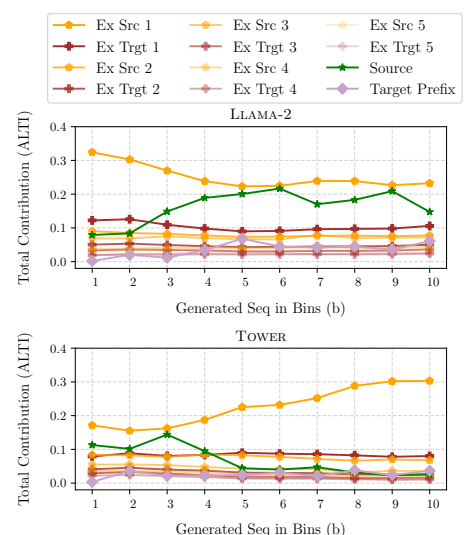 Ex Src 1 Ex Src 3 Ex Src 5
Ex Trgt 1 Ex Trgt 3 Ex Trgt 5
Ex Src 2 Ex Src 4 Source
Ex Trgt 2 Ex Trgt 4 Target Prefix
LLAMA-2
Total Contribution (ALTI)
0.4
0.3
0.2
0.1
0.0
1 2 3 4 5 6 7 8 9 10
Generated Seq in Bins (b)
TOWER
Total Contribution (ALTI)
0.4
0.3
0.2
0.1
0.0
1 2 3 4 5 6 7 8 9 10
Generated Seq in Bins (b)